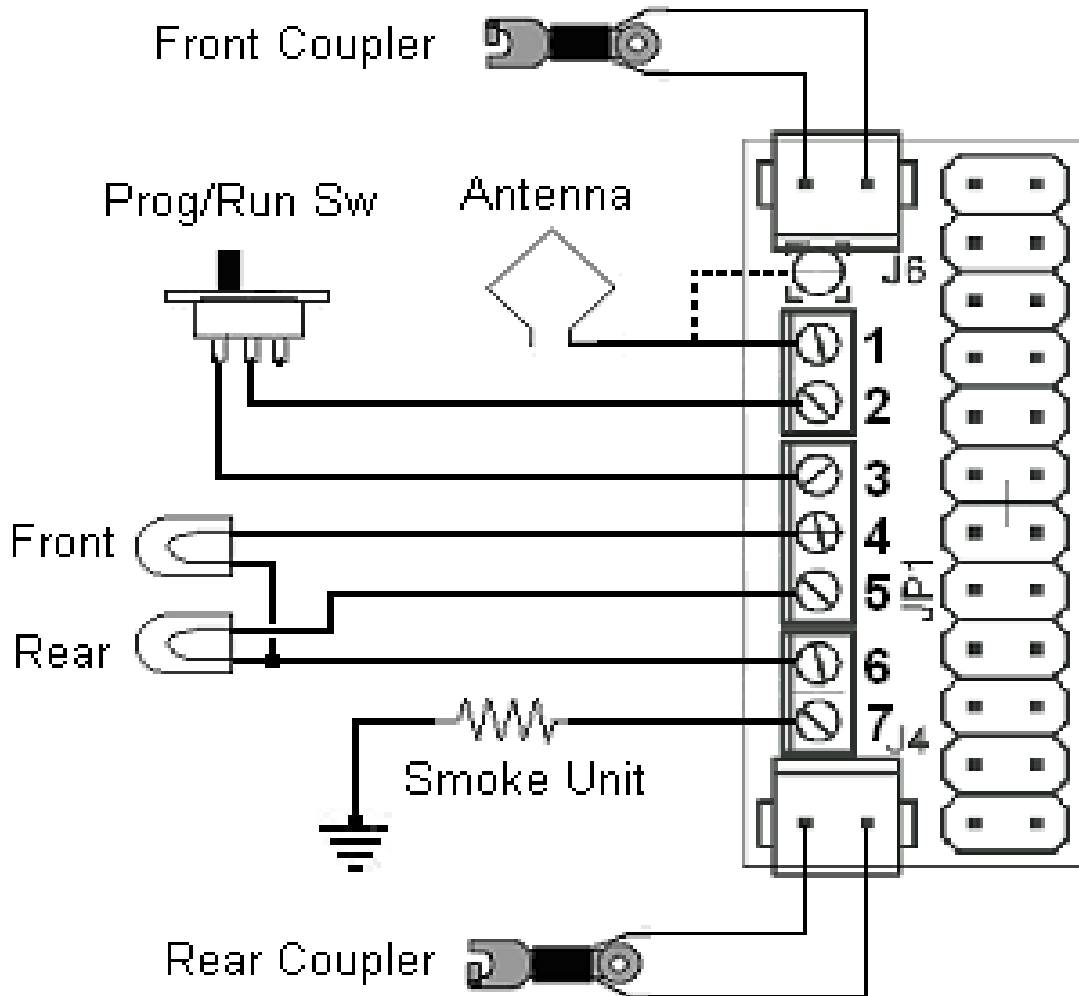 Front Coupler
Prog/Run Sw
Antenna
J6
1
2
3
Front
4
5
JP1
Rear
6
7
J4
Smoke Unit
Rear Coupler